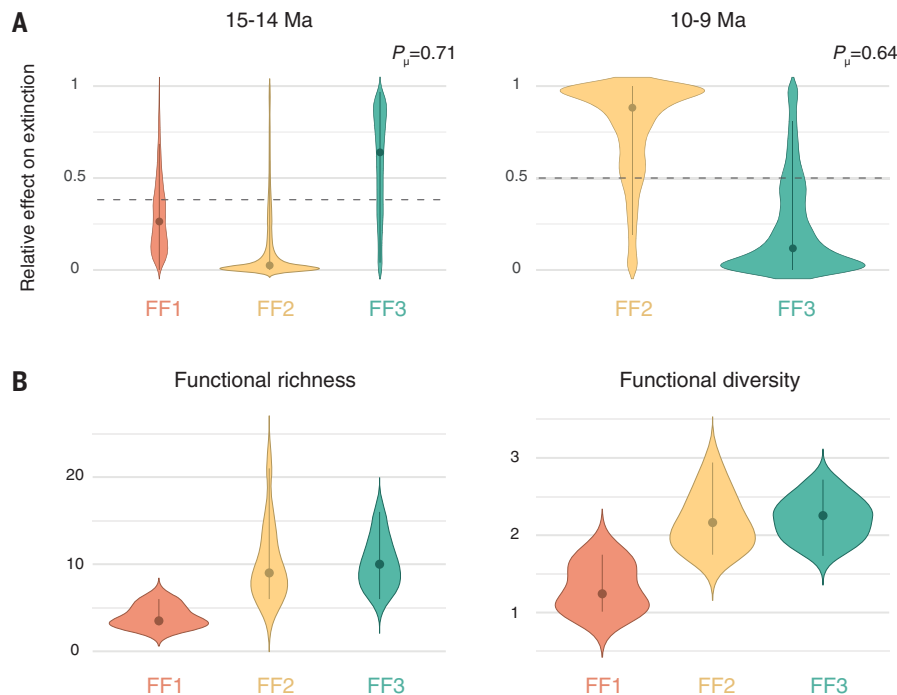 A
15-14 Ma
10-9 Ma
Pμ=0.71
Pμ=0.64
Relative effect on extinction
1
0.5
0
1
0.5
0
FF1 FF2 FF3
FF2 FF3
B
Functional richness
Functional diversity
20
10
0
3
2
1
FF1 FF2 FF3
FF1 FF2 FF3